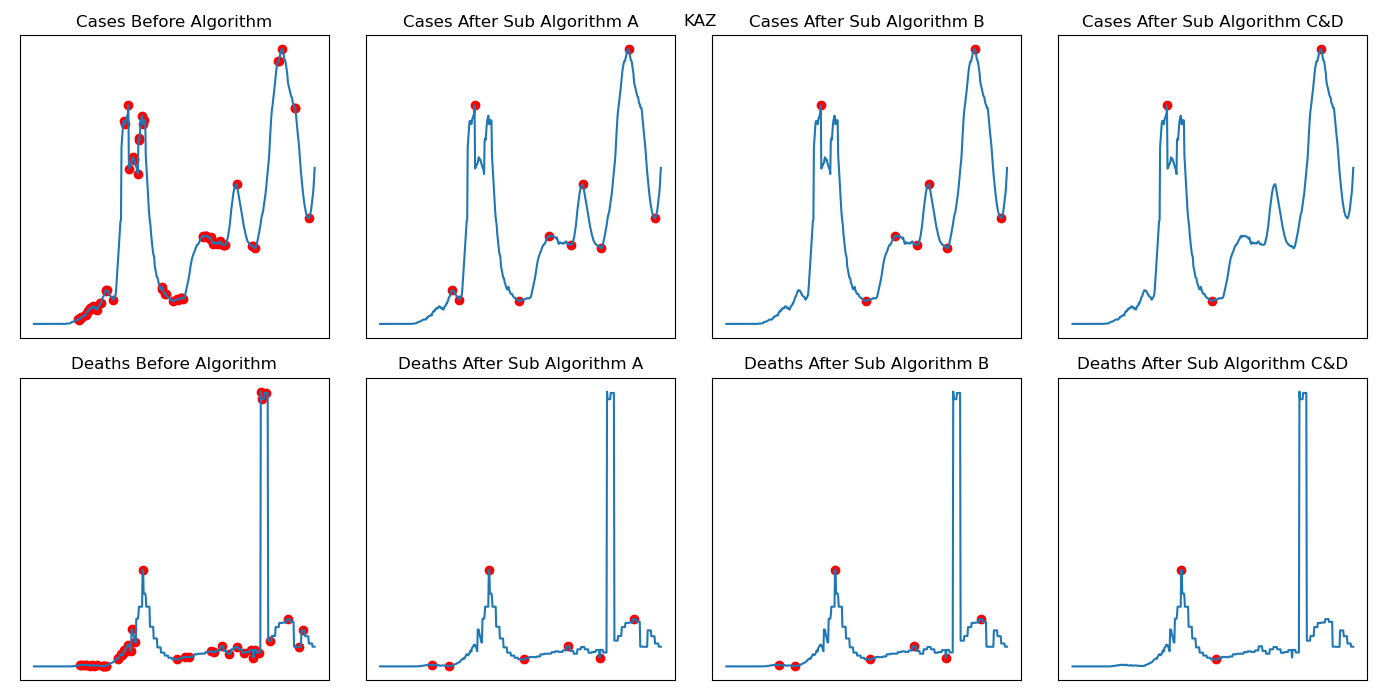 KAZ
Cases Before Algorithm
Cases After Sub Algorithm A
Cases After Sub Algorithm B
Cases After Sub Algorithm C&D
Deaths Before Algorithm
Deaths After Sub Algorithm A
Deaths After Sub Algorithm B
Deaths After Sub Algorithm C&D